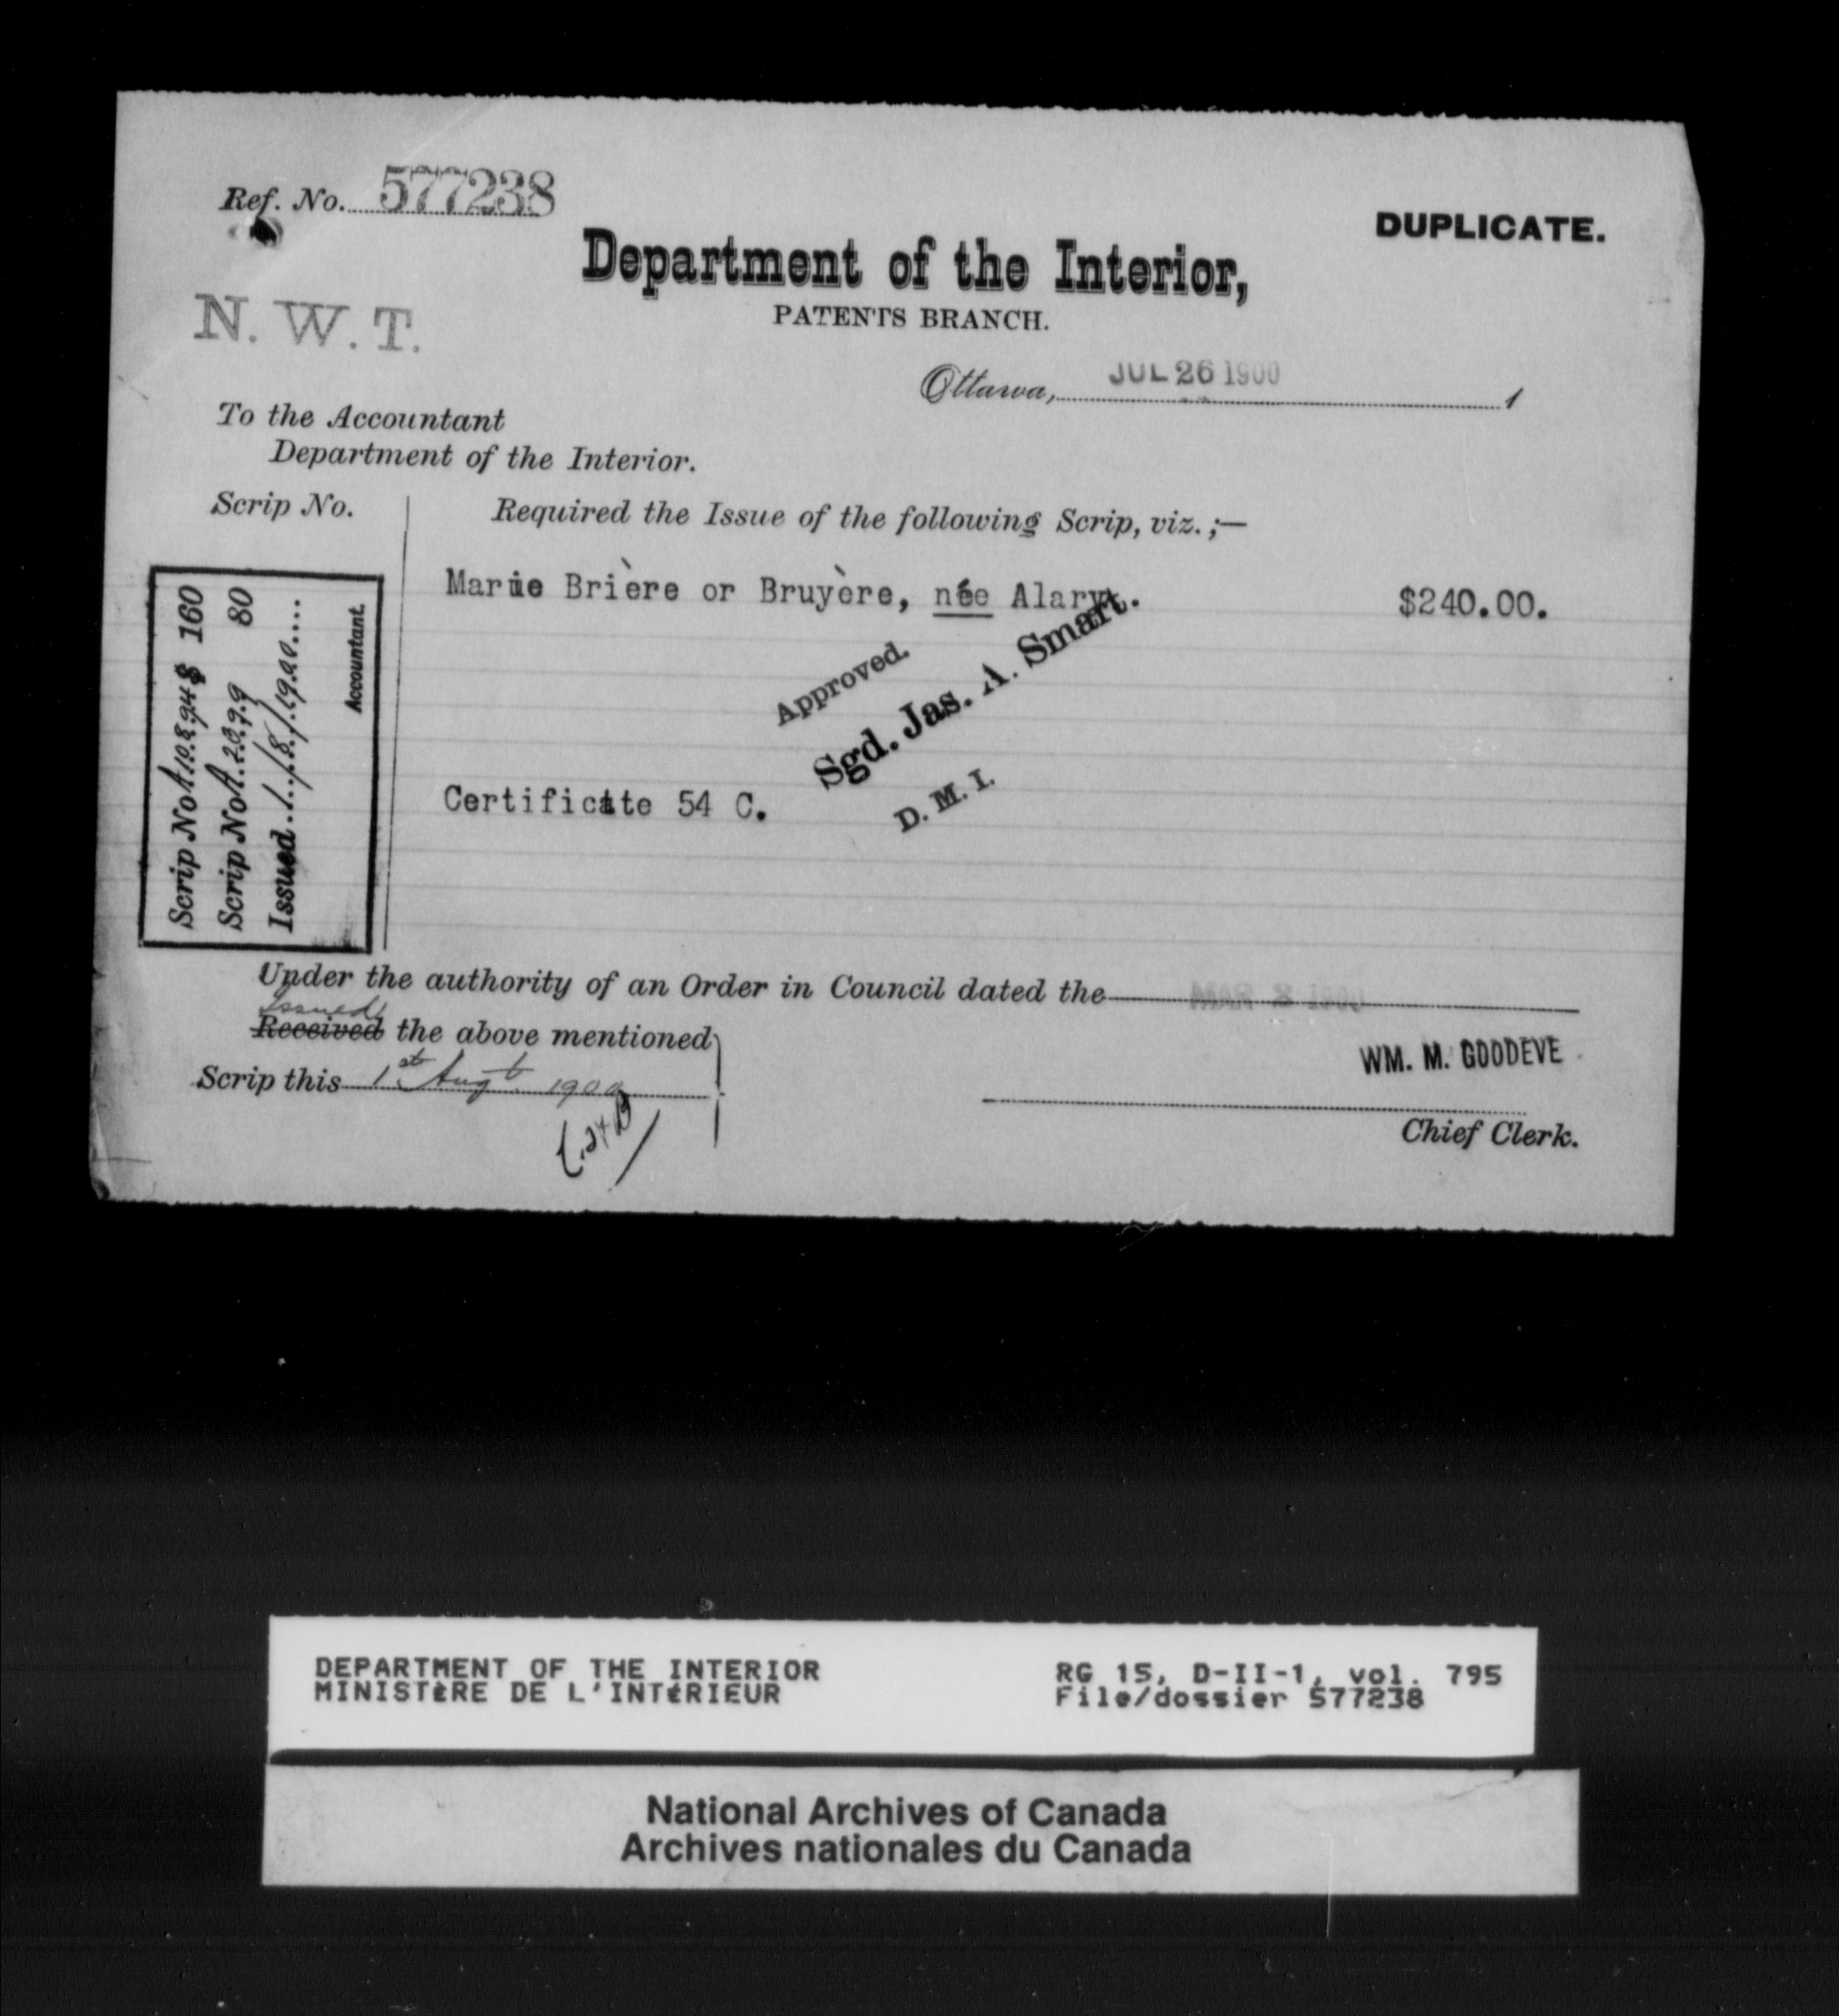 Ref. No. 577238
DUPLICATE.
Department of the Interior,
PATENTS BRANCH.
N. W. T.
Ottawa, JUL 26 1900 1
To the Accountant
Department of the Interior.
Scrip No.
Required the Issue of the following Scrip, viz. ;—
Marie Brière or Bruyère, née Alary. $240.00.
Approved.
Sgd. Jas. A. Smart.
D. M. I.
Certificate 54 C.
Scrip No A. $ 160
Scrip No A. 2099 80
Issued 1/8/1900
Accountant.
Under the authority of an Order in Council dated the MAR 2 1900
Issued
Received the above mentioned
Scrip this 1st Augt 1900
WM. M. GOODEVE
Chief Clerk.
DEPARTMENT OF THE INTERIOR
MINISTÈRE DE L'INTÉRIEUR
RG 15, D-II-1, vol. 795
File/dossier 577238
National Archives of Canada
Archives nationales du Canada